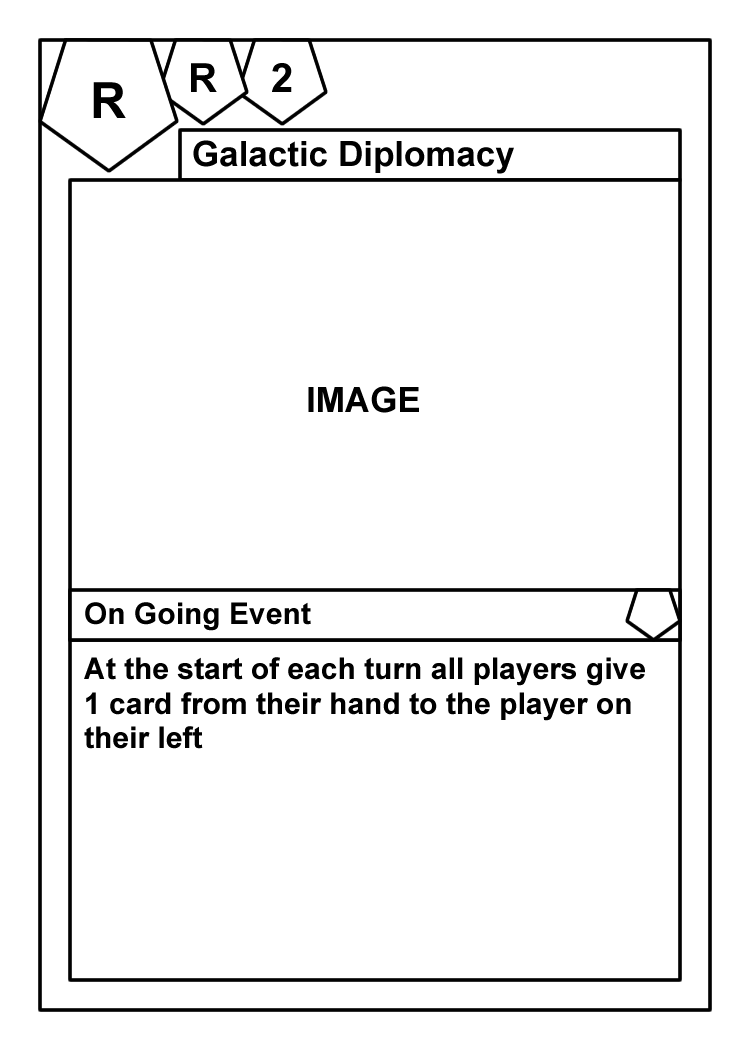 R R 2
Galactic Diplomacy
IMAGE
On Going Event
At the start of each turn all players give
1 card from their hand to the player on
their left